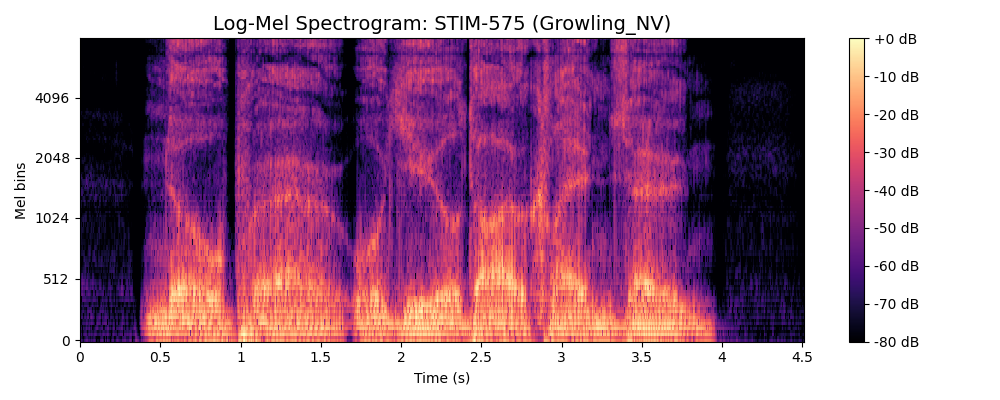 Log-Mel Spectrogram: STIM-575 (Growling_NV)
Mel bins
4096
2048
1024
512
0
0 0.5 1 1.5 2 2.5 3 3.5 4 4.5
Time (s)
+0 dB
-10 dB
-20 dB
-30 dB
-40 dB
-50 dB
-60 dB
-70 dB
-80 dB